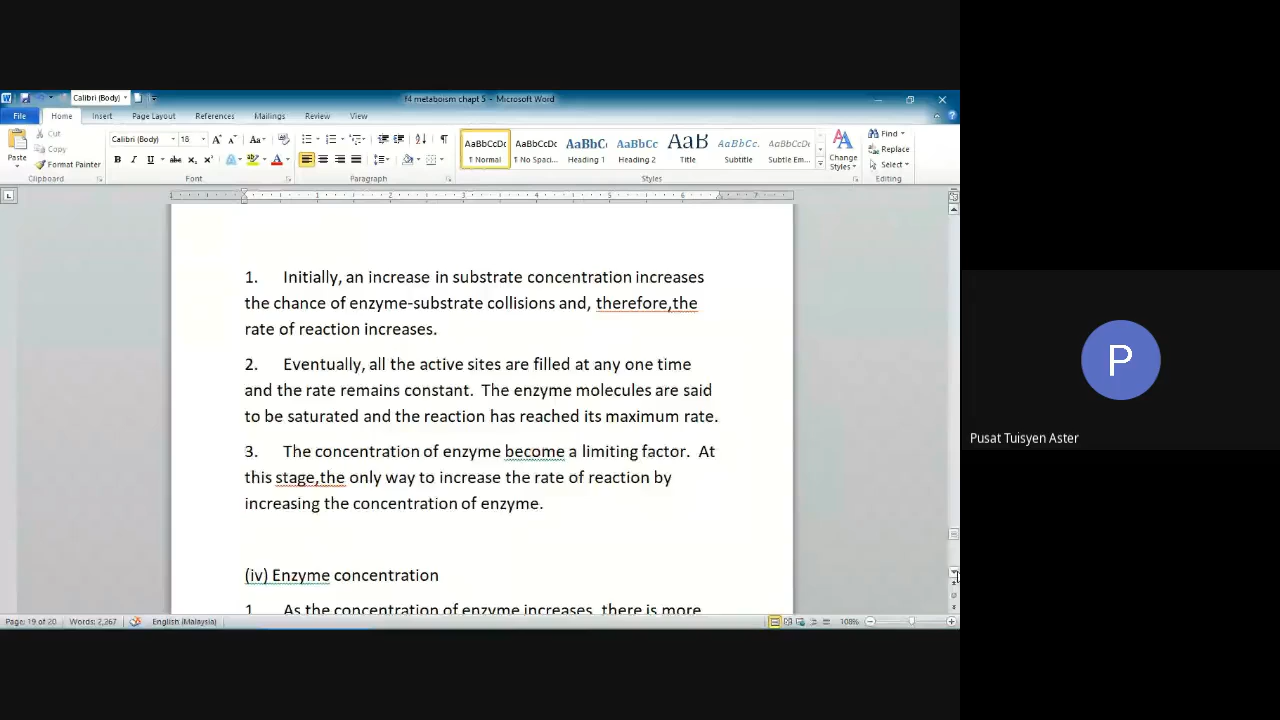 Calibri (Body)
f4 metaboism chapt 5 - Microsoft Word
File Home Insert Page Layout References Mailings Review View
Paste
Cut
Copy
Format Painter
Calibri (Body) 18
B I U abc x₂ x² A
AaBbCcDc AaBbCcDc AaBbC AaBbCc AaB AaBbCc. AaBbCcDc
¶ Normal ¶ No Spac... Heading 1 Heading 2 Title Subtitle Subtle Em...
Change Styles
Find
Replace
Select
Clipboard Font Paragraph Styles Editing
1. Initially, an increase in substrate concentration increases
the chance of enzyme-substrate collisions and, therefore,the
rate of reaction increases.
2. Eventually, all the active sites are filled at any one time
and the rate remains constant. The enzyme molecules are said
to be saturated and the reaction has reached its maximum rate.
3. The concentration of enzyme become a limiting factor. At
this stage,the only way to increase the rate of reaction by
increasing the concentration of enzyme.
(iv) Enzyme concentration
1. As the concentration of enzyme increases, there is more
Page: 19 of 20 Words: 2,267 English (Malaysia) 108%
P
Pusat Tuisyen Aster